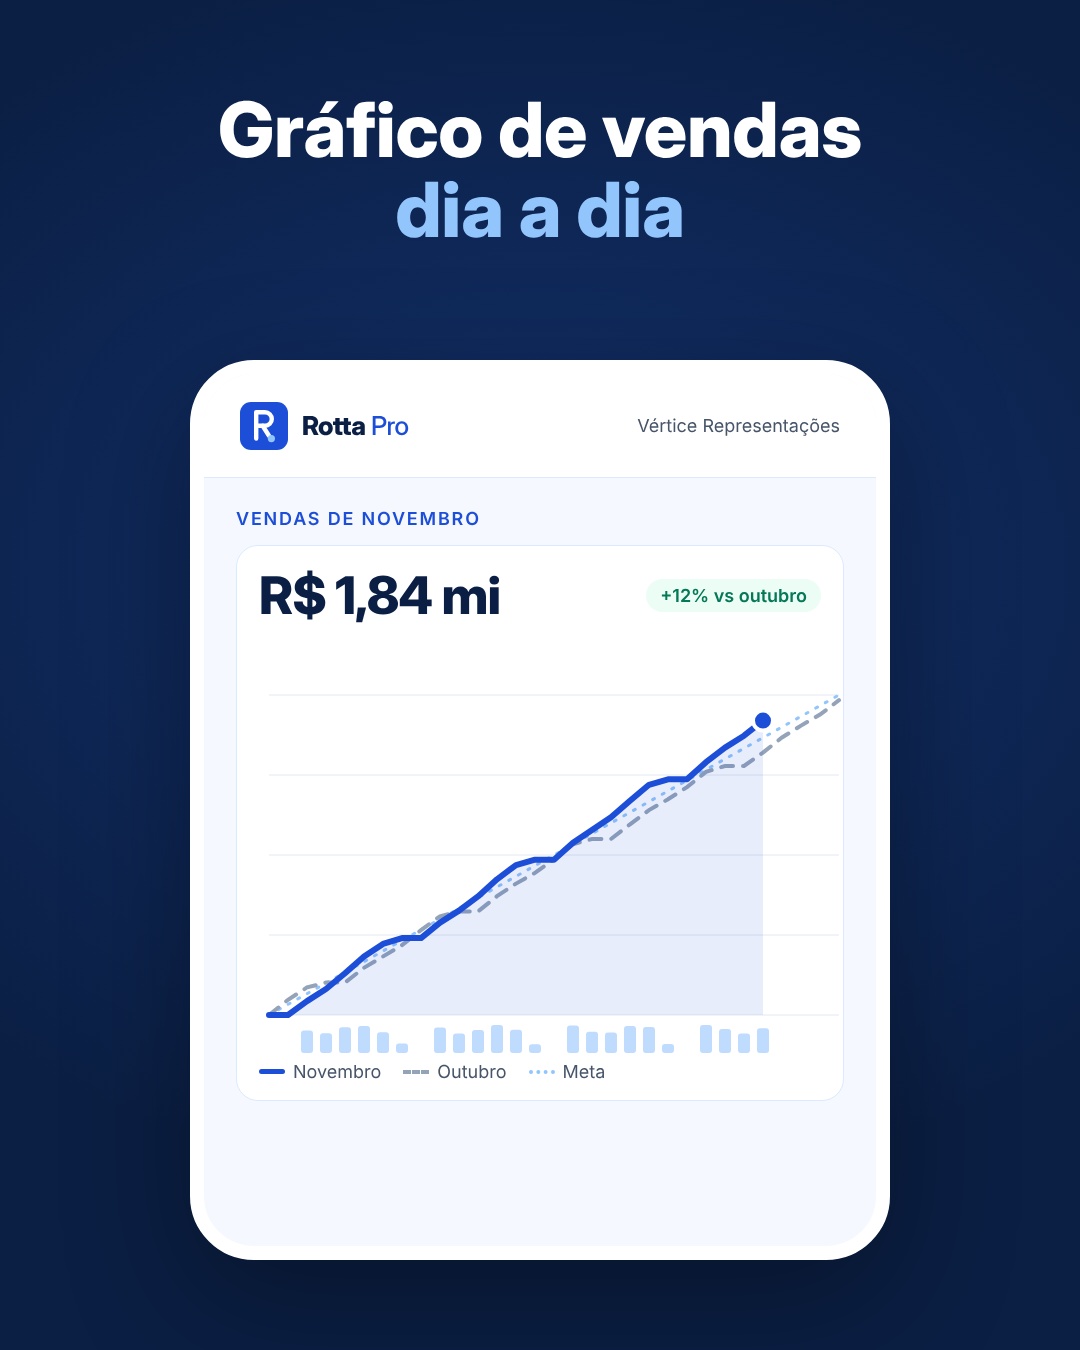 Gráfico de vendas
dia a dia
Rotta Pro
Vértice Representações
VENDAS DE NOVEMBRO
R$ 1,84 mi
+12% vs outubro
Novembro Outubro Meta